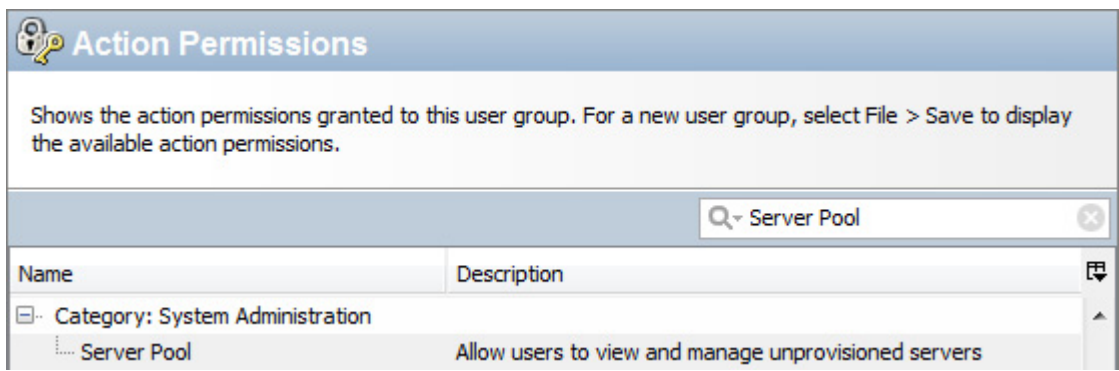 Action Permissions
Shows the action permissions granted to this user group. For a new user group, select File > Save to display
the available action permissions.
Server Pool
Name Description
Category: System Administration
Server Pool Allow users to view and manage unprovisioned servers